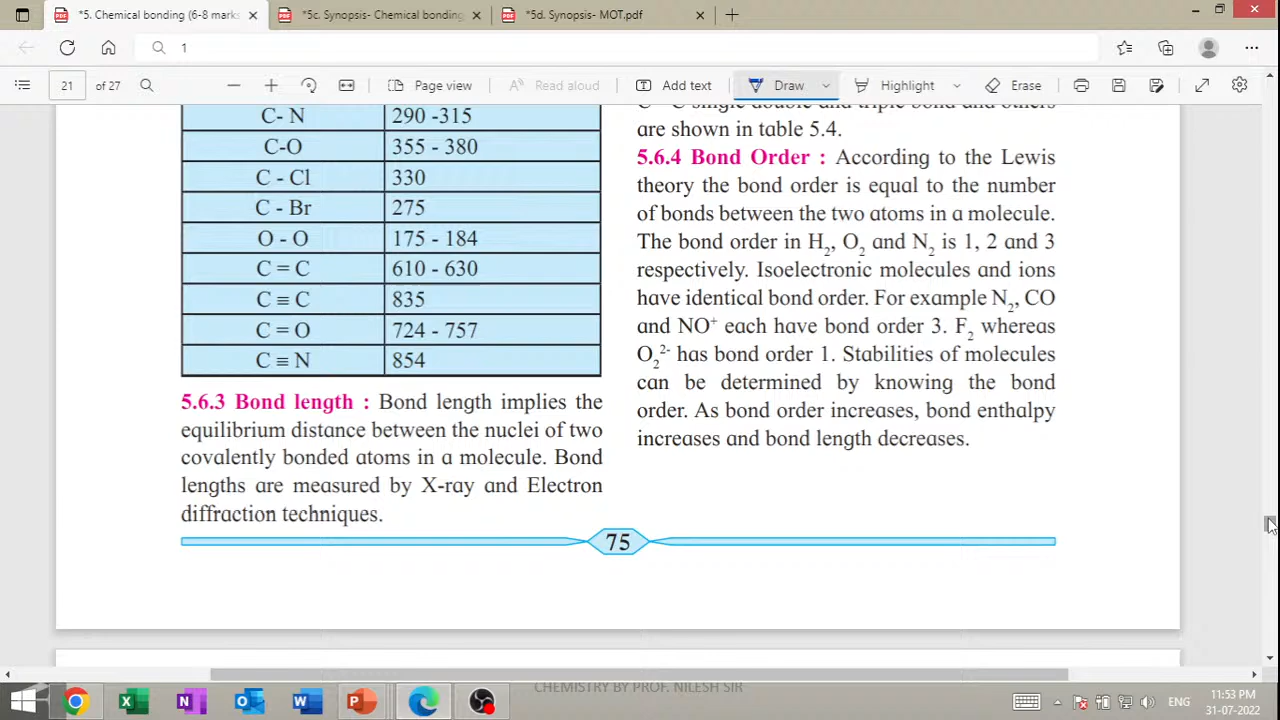 *5. Chemical bonding (6-8 marks
*5c. Synopsis- Chemical bonding.
*5d. Synopsis- MOT.pdf
1
21 of 27
Page view
Read aloud
Add text
Draw
Highlight
Erase
C- N 290 -315
C-O 355 - 380
C - Cl 330
C - Br 275
O - O 175 - 184
C = C 610 - 630
C ≡ C 835
C = O 724 - 757
C ≡ N 854
5.6.3 Bond length : Bond length implies the
equilibrium distance between the nuclei of two
covalently bonded atoms in a molecule. Bond
lengths are measured by X-ray and Electron
diffraction techniques.
C - C single double and triple bond and others
are shown in table 5.4.
5.6.4 Bond Order : According to the Lewis
theory the bond order is equal to the number
of bonds between the two atoms in a molecule.
The bond order in H₂, O₂ and N₂ is 1, 2 and 3
respectively. Isoelectronic molecules and ions
have identical bond order. For example N₂, CO
and NO⁺ each have bond order 3. F₂ whereas
O₂²⁻ has bond order 1. Stabilities of molecules
can be determined by knowing the bond
order. As bond order increases, bond enthalpy
increases and bond length decreases.
75
CHEMISTRY BY PROF. NILESH SIR
ENG
11:53 PM
31-07-2022